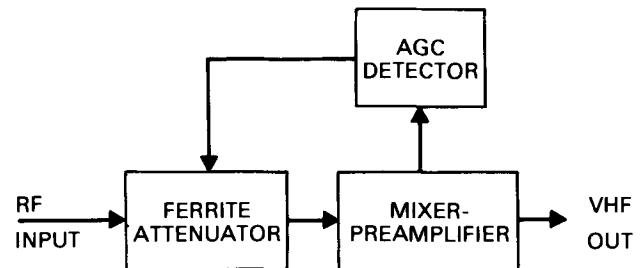 AGC
DETECTOR
RF
INPUT
FERRITE
ATTENUATOR
MIXER-
PREAMPLIFIER
VHF
OUT